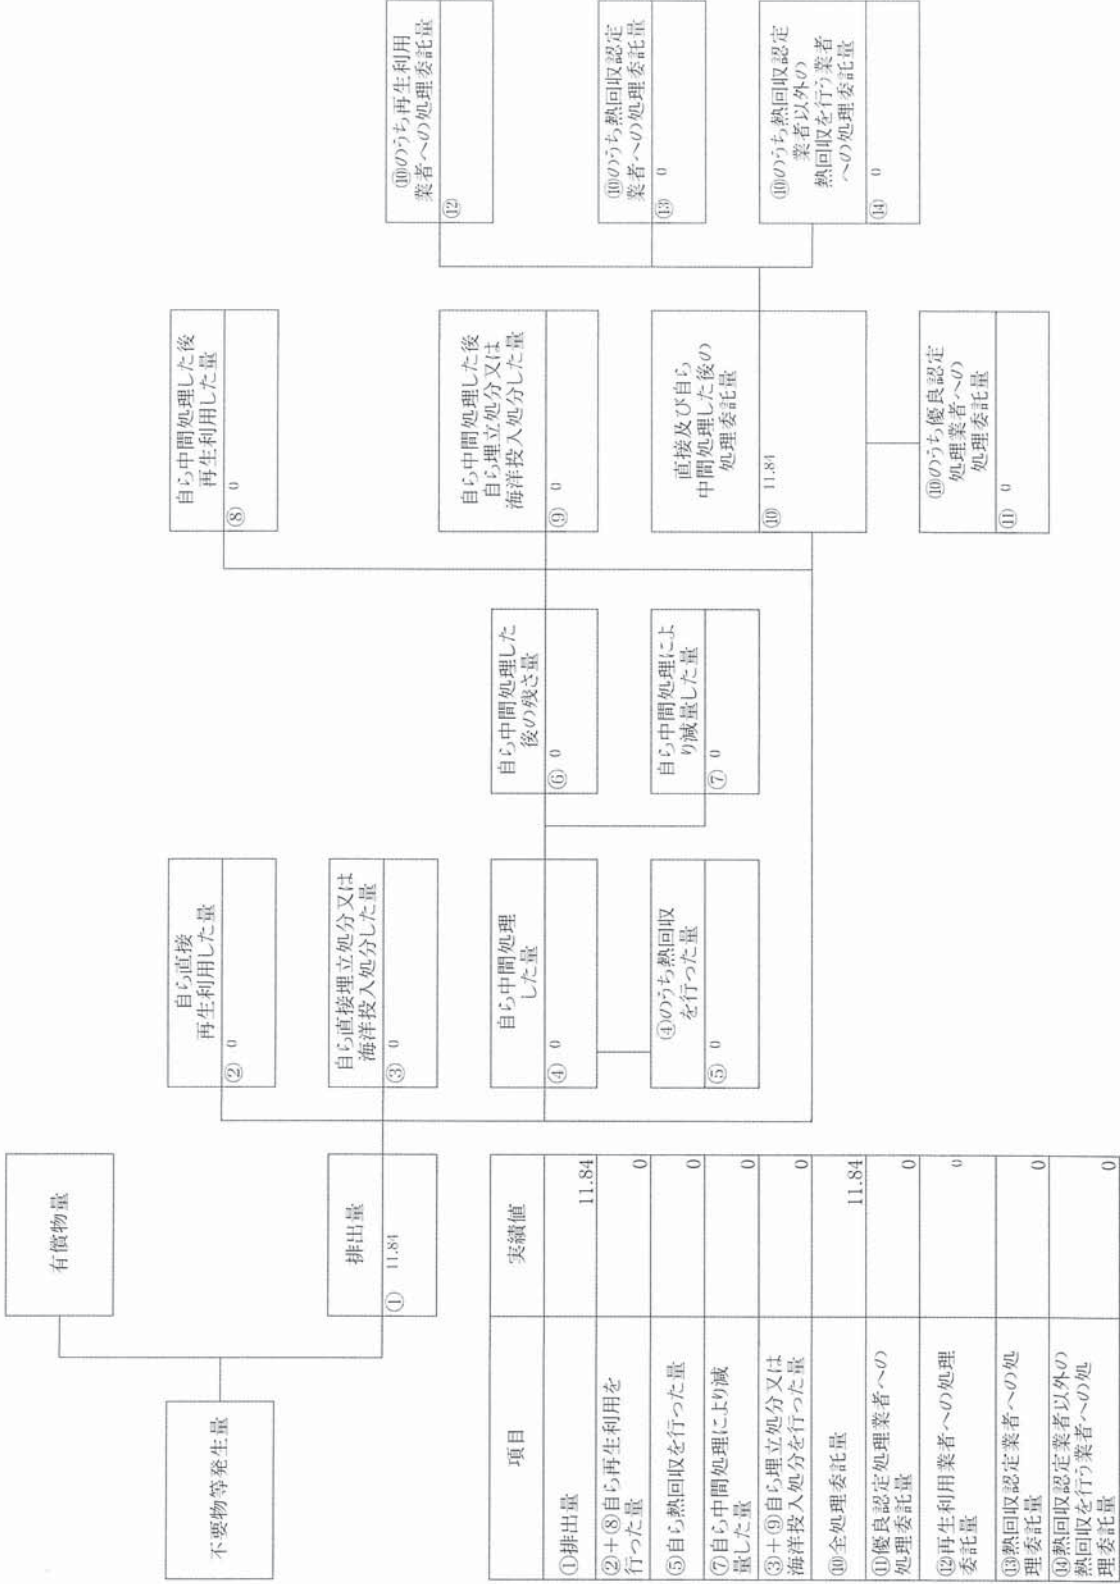 不要物等発生量
有償物量
排出量
① 11.84
自ら直接
再生利用した量
② 0
自ら直接埋立処分又は
海洋投入処分した量
③ 0
自ら中間処理
した量
④ 0
④のうち熱回収
を行った量
⑤ 0
自ら中間処理した
後の残さ量
⑥ 0
自ら中間処理によ
り減量した量
⑦ 0
自ら中間処理した後
再生利用した量
⑧ 0
自ら中間処理した後
自ら埋立処分又は
海洋投入処分した量
⑨ 0
直接及び自ら
中間処理した後の
処理委託量
⑩ 11.84
⑩のうち優良認定
処理業者への
処理委託量
⑪ 0
⑩のうち再生利用
業者への処理委託量
⑫
⑩のうち熱回収認定
業者への処理委託量
⑬ 0
⑩のうち熱回収認定
業者以外の
熱回収を行う業者
への処理委託量
⑭ 0
項目 実績値
①排出量 11.84
②+⑧自ら再生利用を
行った量 0
⑤自ら熱回収を行った量 0
⑦自ら中間処理により減
量した量 0
③+⑨自ら埋立処分又は
海洋投入処分を行った量 0
⑩全処理委託量 11.84
⑪優良認定処理業者への
処理委託量 0
⑫再生利用業者への処理
委託量 0
⑬熱回収認定業者への処
理委託量 0
⑭熱回収認定業者以外の
熱回収を行う業者への処
理委託量 0